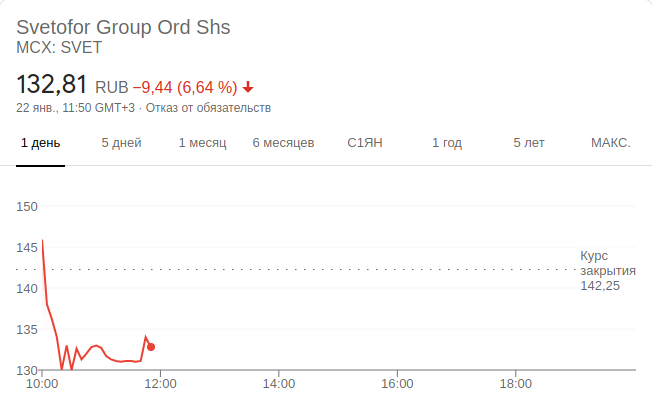 Svetofor Group Ord Shs
MCX: SVET
132,81 RUB −9,44 (6,64 %)
22 янв., 11:50 GMT+3 · Отказ от обязательств
1 день 5 дней 1 месяц 6 месяцев С1ЯН 1 год 5 лет МАКС.
150
145
Курс
закрытия
142,25
140
135
130
10:00 12:00 14:00 16:00 18:00